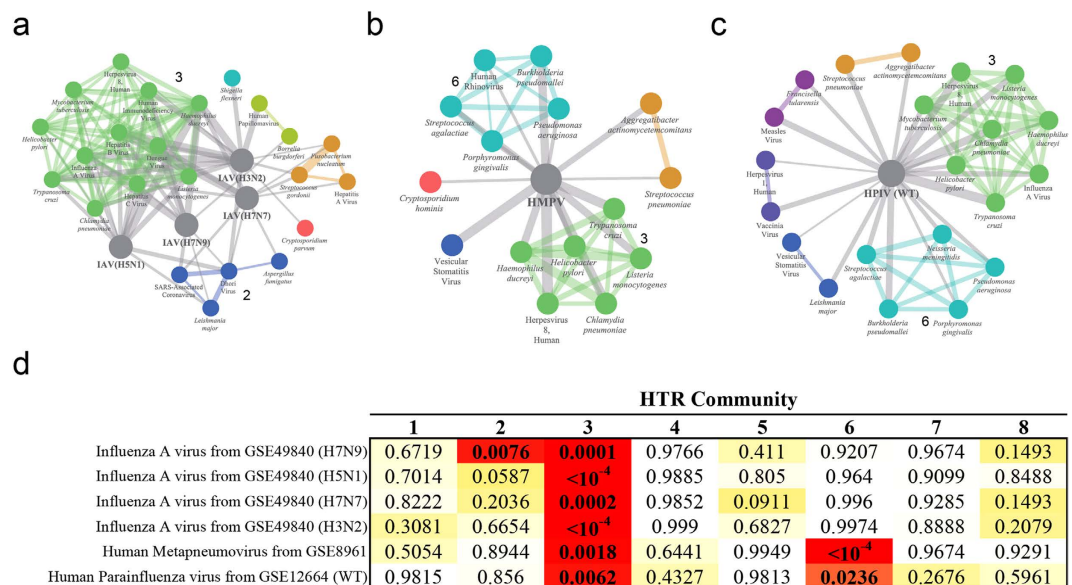 a
3
Herpesvirus
8, Human
Mycobacterium
tuberculosis
Human
Immunodeficiency
Virus
Haemophilus
ducreyi
Helicobacter
pylori
Hepatitis
B Virus
Dengue
Virus
Influenza
A Virus
Trypanosoma
cruzi
Hepatitis
C Virus
Listeria
monocytogenes
Chlamydia
pneumoniae
IAV(H5N1)
IAV(H7N9)
IAV(H3N2)
IAV(H7N7)
Shigella
flexneri
Human
Papillomavirus
Borrelia
burgdorferi
Fusobacterium
nucleatum
Streptococcus
gordonii
Hepatitis
A Virus
Cryptosporidium
parvum
SARS-Associated
Coronavirus
Dhori
Virus
Aspergillus
fumigatus
2
Leishmania
major
b
6
Human
Rhinovirus
Burkholderia
pseudomallei
Streptococcus
agalactiae
Pseudomonas
aeruginosa
Porphyromonas
gingivalis
Aggregatibacter
actinomycetemcomitans
Cryptosporidium
hominis
HMPV
Streptococcus
pneumoniae
Vesicular
Stomatitis
Virus
Trypanosoma
cruzi
3
Haemophilus
ducreyi
Helicobacter
pylori
Listeria
monocytogenes
Herpesvirus
8,
Human
Chlamydia
pneumoniae
c
Streptococcus
pneumoniae
Aggregatibacter
actinomycetemcomitans
3
Francisella
tularensis
Herpesvirus
8,
Human
Listeria
monocytogenes
Measles
Virus
Mycobacterium
tuberculosis
Chlamydia
pneumoniae
Haemophilus
ducreyi
Herpesvirus
1,
Human
HPIV (WT)
Helicobacter
pylori
Influenza
A Virus
Vaccinia
Virus
Trypanosoma
cruzi
Vesicular
Stomatitis
Virus
Leishmania
major
Streptococcus
agalactiae
Neisseria
meningitidis
Pseudomonas
aeruginosa
Burkholderia
pseudomallei
6
Porphyromonas
gingivalis
d
HTR Community
1 2 3 4 5 6 7 8
Influenza A virus from GSE49840 (H7N9) 0.6719 0.0076 0.0001 0.9766 0.411 0.9207 0.9674 0.1493
Influenza A virus from GSE49840 (H5N1) 0.7014 0.0587 <10⁻⁴ 0.9885 0.805 0.964 0.9099 0.8488
Influenza A virus from GSE49840 (H7N7) 0.8222 0.2036 0.0002 0.9852 0.0911 0.996 0.9285 0.1493
Influenza A virus from GSE49840 (H3N2) 0.3081 0.6654 <10⁻⁴ 0.999 0.6827 0.9974 0.8888 0.2079
Human Metapneumovirus from GSE8961 0.5054 0.8944 0.0018 0.6441 0.9949 <10⁻⁴ 0.9674 0.9291
Human Parainfluenza virus from GSE12664 (WT) 0.9815 0.856 0.0062 0.4327 0.9813 0.0236 0.2676 0.5961